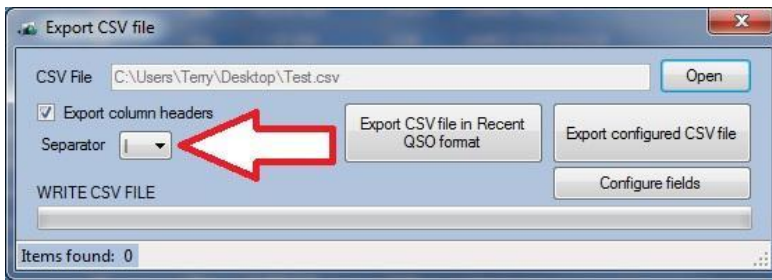 Export CSV file
CSV File C:\Users\Terry\Desktop\Test.csv Open
Export column headers
Separator |
Export CSV file in Recent
QSO format
Export configured CSV file
Configure fields
WRITE CSV FILE
Items found: 0